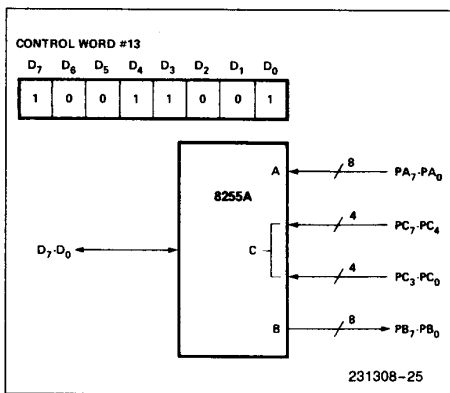 CONTROL WORD #13
D7 D6 D5 D4 D3 D2 D1 D0
1 0 0 1 1 0 0 1
8255A
A
8
PA7-PA0
4
PC7-PC4
D7-D0
C
4
PC3-PC0
B
8
PB7-PB0
231308-25